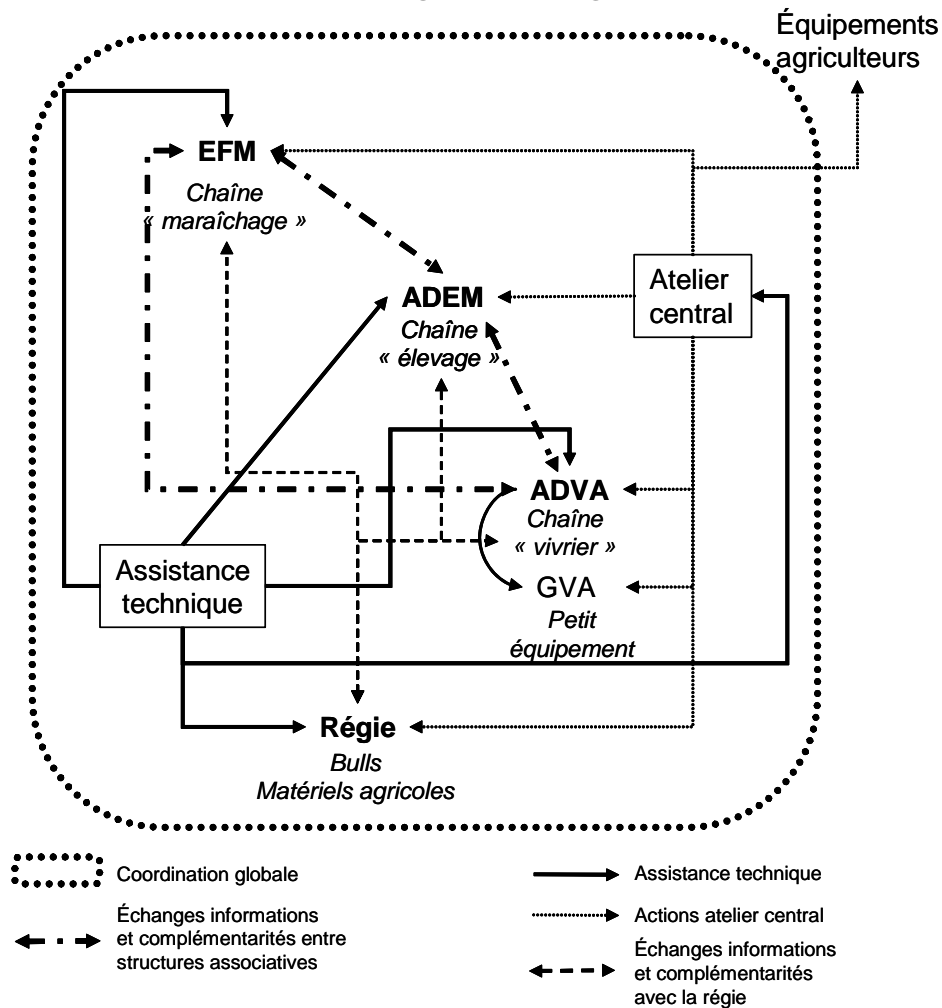 Équipements
agriculteurs
EFM
Chaîne
« maraîchage »
ADEM
Chaîne
« élevage »
Atelier
central
ADVA
Chaîne
« vivrier »
GVA
Petit
équipement
Assistance
technique
Régie
Bulls
Matériels agricoles
Coordination globale
Échanges informations
et complémentarités entre
structures associatives
Assistance technique
Actions atelier central
Échanges informations
et complémentarités
avec la régie